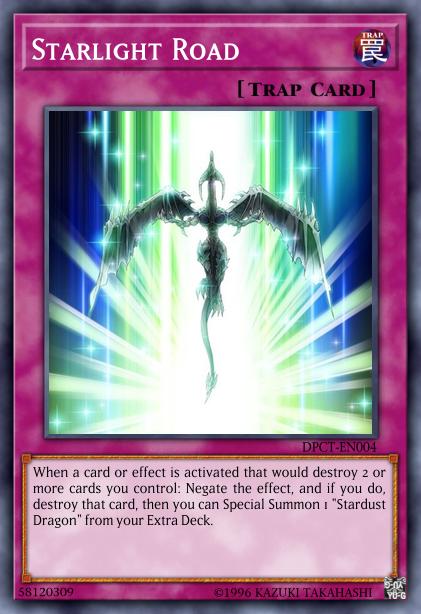 Starlight Road
TRAP
罠
[Trap Card]
DPCT-EN004
When a card or effect is activated that would destroy 2 or
more cards you control: Negate the effect, and if you do,
destroy that card, then you can Special Summon 1 "Stardust
Dragon" from your Extra Deck.
58120309
©1996 KAZUKI TAKAHASHI